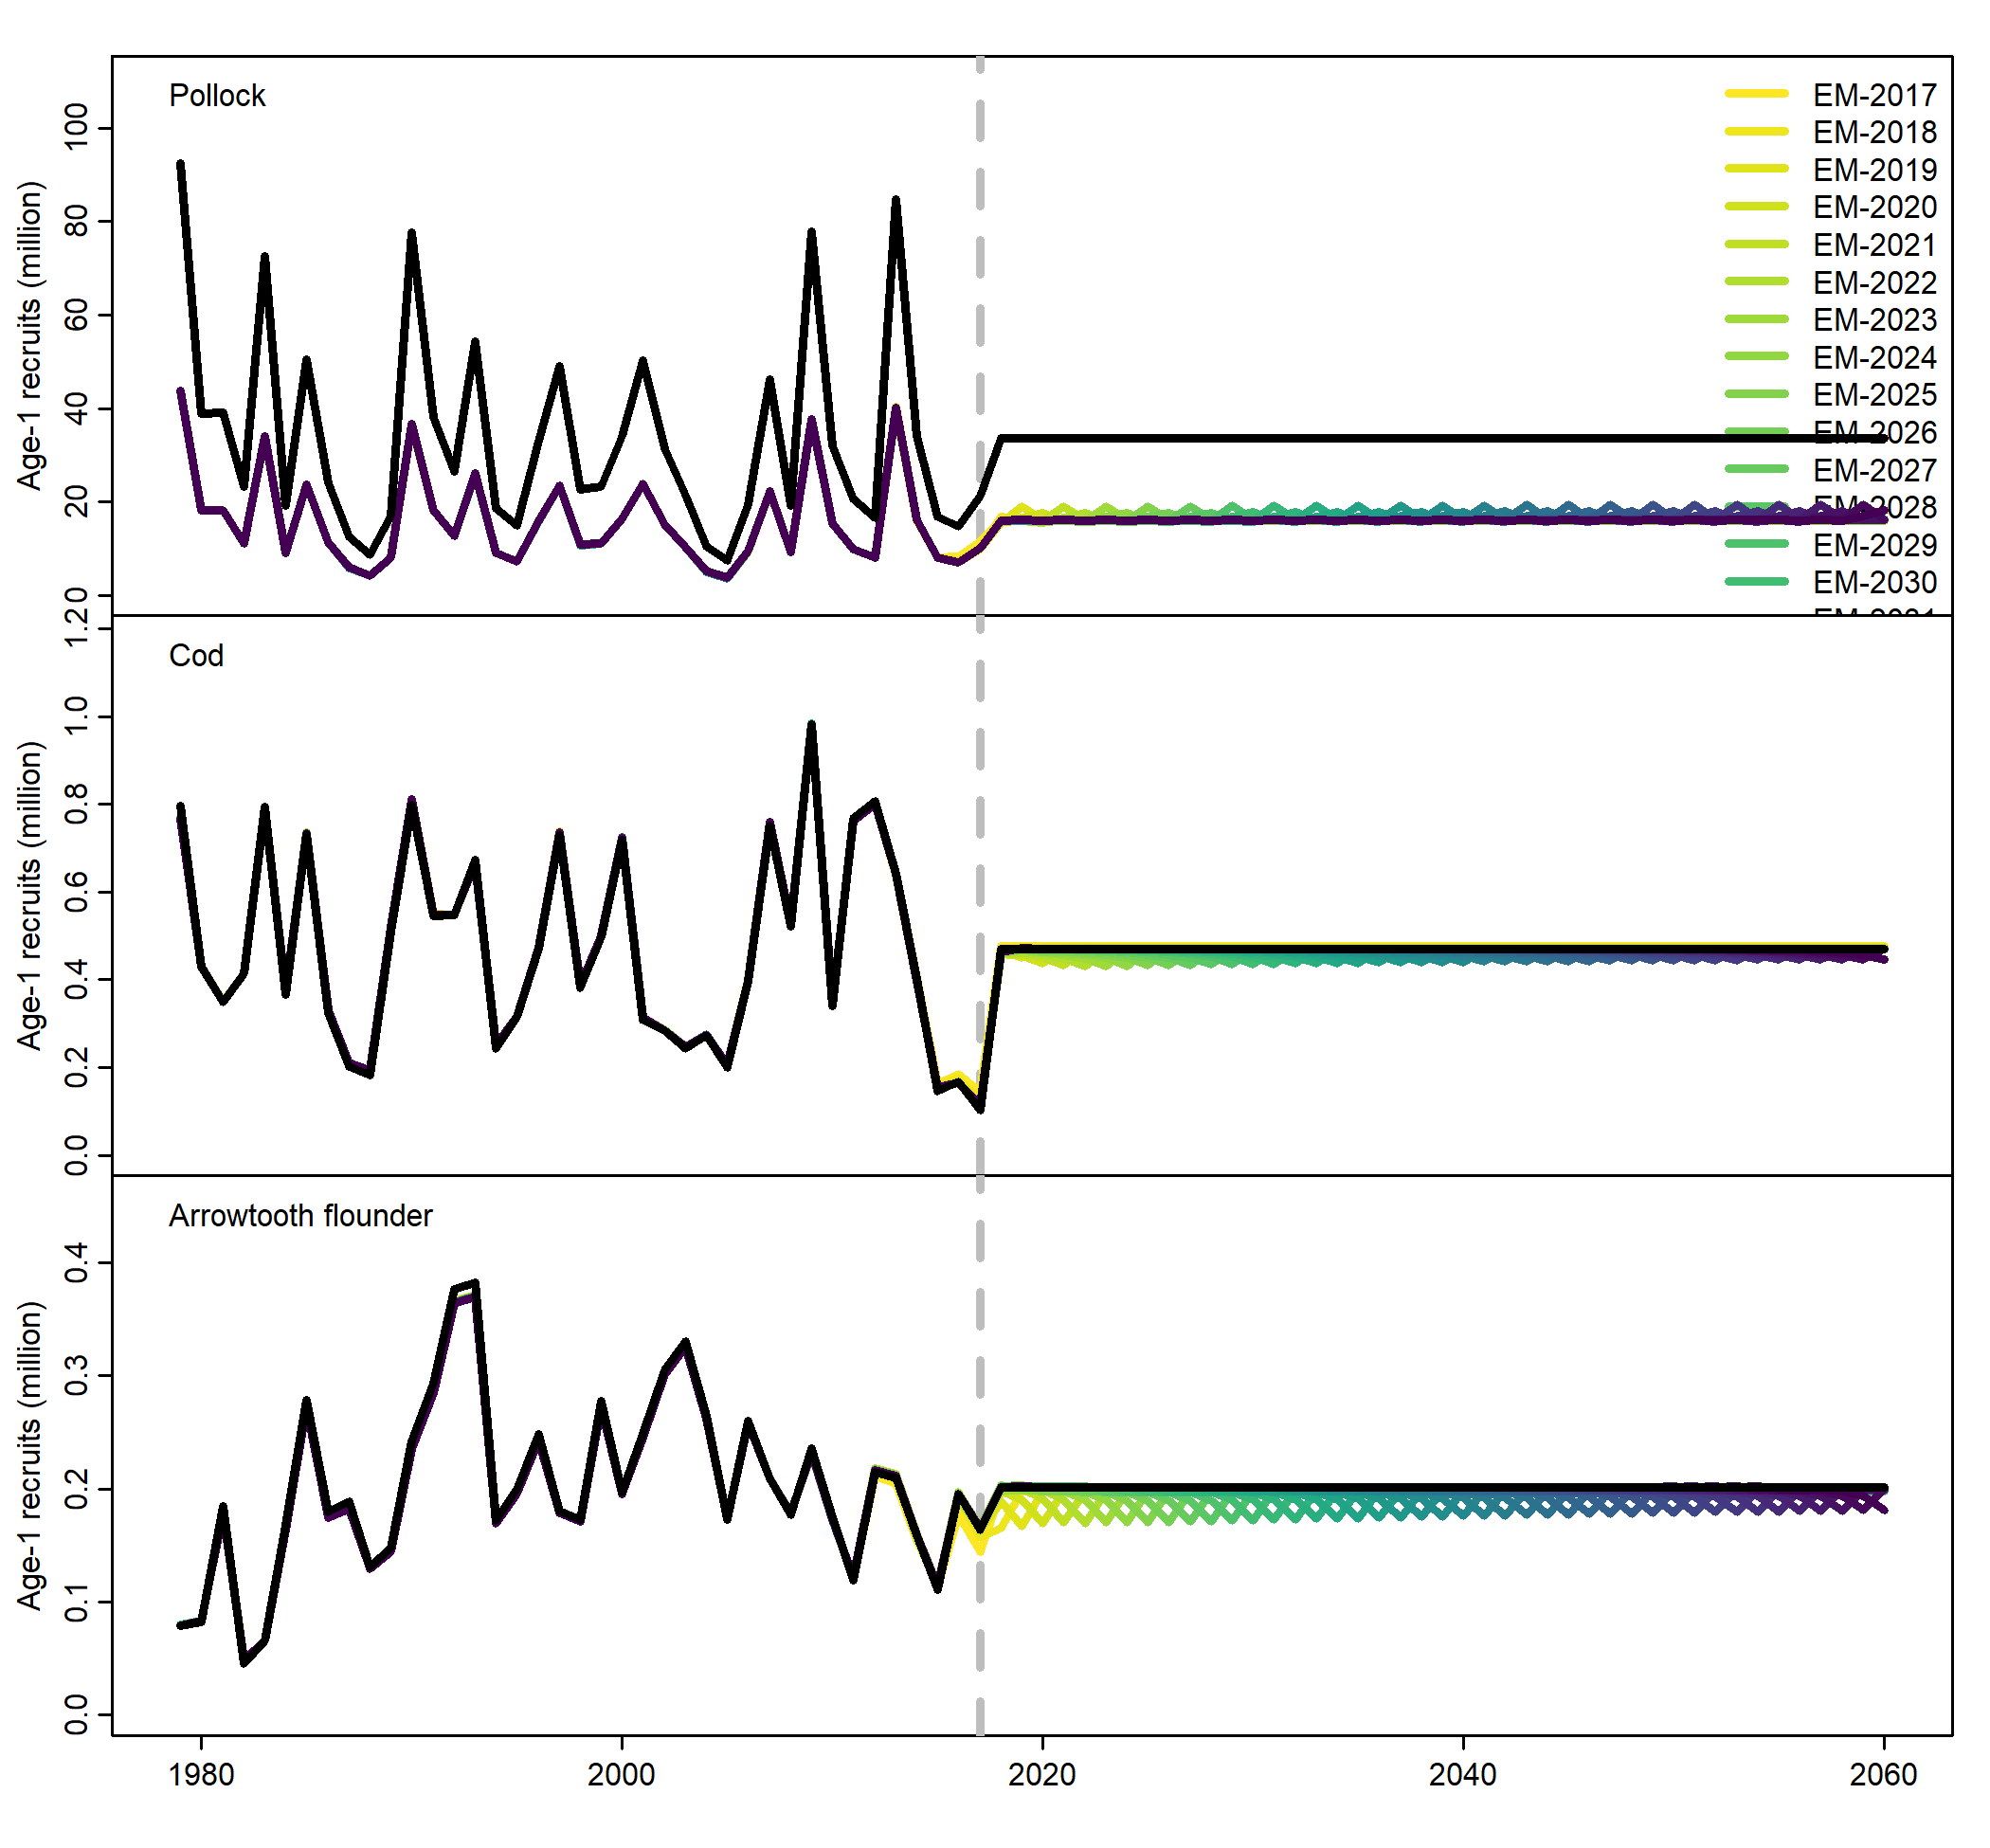 Pollock
EM-2017
EM-2018
EM-2019
EM-2020
EM-2021
EM-2022
EM-2023
EM-2024
EM-2025
EM-2026
EM-2027
EM-2028
EM-2029
EM-2030
Age-1 recruits (million)
100
80
60
40
20
0
Cod
Age-1 recruits (million)
1.2
1.0
0.8
0.6
0.4
0.2
0.0
Arrowtooth flounder
Age-1 recruits (million)
0.4
0.3
0.2
0.1
0.0
1980 2000 2020 2040 2060